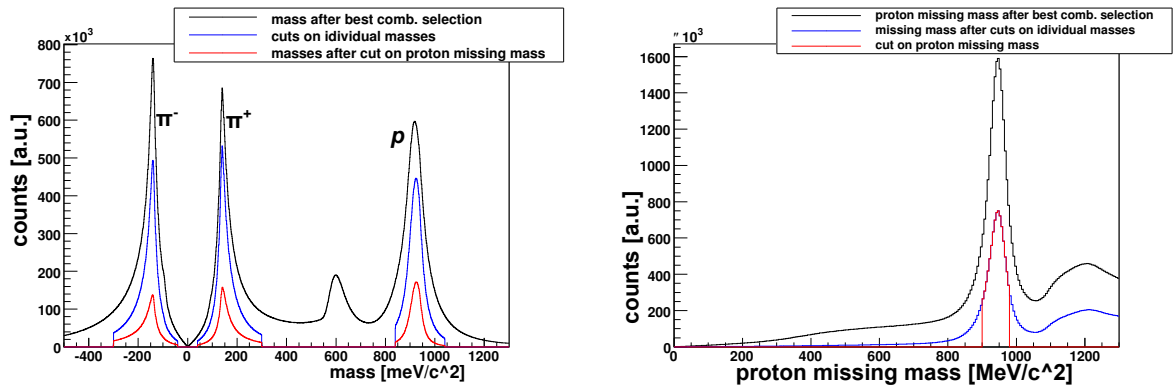 mass after best comb. selection
cuts on idividual masses
masses after cut on proton missing mass
×10³
800
700
600
500
400
300
200
100
0
counts [a.u.]
π⁻
π⁺
p
-400 -200 0 200 400 600 800 1000 1200
mass [meV/c^2]
proton missing mass after best comb. selection
missing mass after cuts on idividual masses
cut on proton missing mass
10³
1600
1400
1200
1000
800
600
400
200
0
counts [a.u.]
0 200 400 600 800 1000 1200
proton missing mass [MeV/c^2]